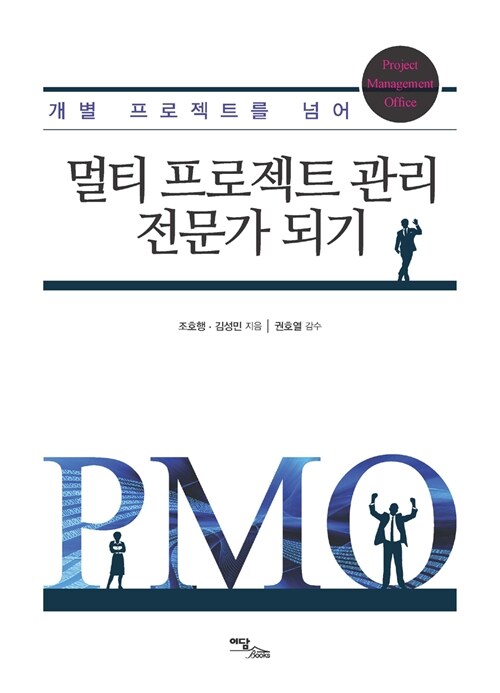 Project
Management
Office
개별 프로젝트를 넘어
멀티 프로젝트 관리
전문가 되기
조호행 · 김성민 지음 | 권호열 감수
PMO
이담
BOOKS